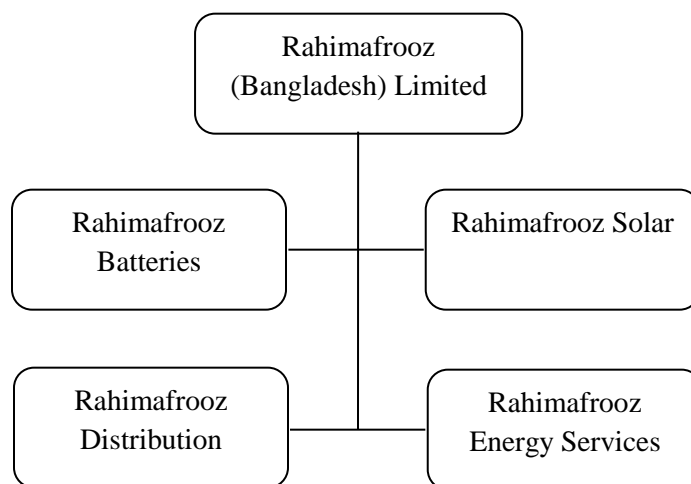 Rahimafrooz
(Bangladesh) Limited
Rahimafrooz
Batteries
Rahimafrooz Solar
Rahimafrooz
Distribution
Rahimafrooz
Energy Services